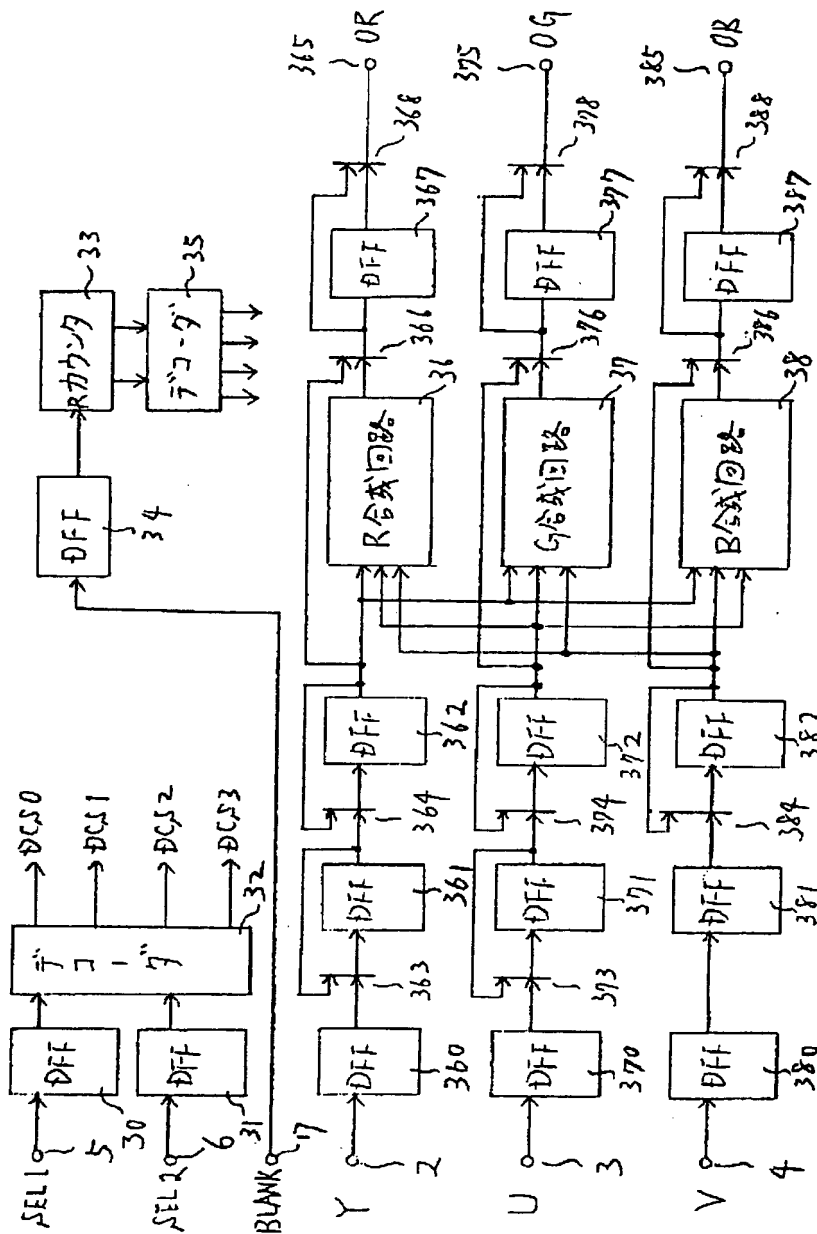 SEL1
5
DFF
30
SEL2
6
DFF
31
デコーダ
32
DCS0
DCS1
DCS2
DCS3
BLANK
17
DFF
34
Rカウンタ
33
デコーダ
35
Y
2
DFF
360
363
DFF
361
364
DFF
362
R合成回路
36
366
DFF
367
368
365
OR
U
3
DFF
370
373
DFF
371
374
DFF
372
G合成回路
37
376
DFF
377
378
375
OG
V
4
DFF
380
DFF
381
384
DFF
382
B合成回路
38
386
DFF
387
388
385
OB